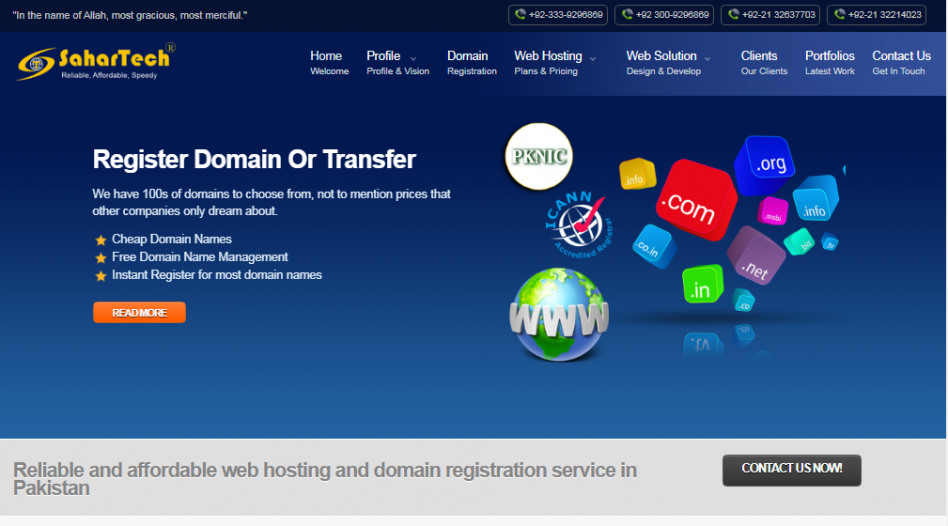 "In the name of Allah, most gracious, most merciful."
+92-333-9296869
+92 300-9296869
+92-21 32637703
+92-21 32214023
SaharTech®
Reliable, Affordable, Speedy
Home
Welcome
Profile
Profile & Vision
Domain
Registration
Web Hosting
Plans & Pricing
Web Solution
Design & Develop
Clients
Our Clients
Portfolios
Latest Work
Contact Us
Get In Touch
Register Domain Or Transfer
We have 100s of domains to choose from, not to mention prices that
other companies only dream about.
Cheap Domain Names
Free Domain Name Management
Instant Register for most domain names
READ MORE
PKNIC
ICANN
Accredited Registrar
WWW
.info
.com
.org
.mobi
.info
.co.in
.net
.in
.co
Reliable and affordable web hosting and domain registration service in
Pakistan
CONTACT US NOW!